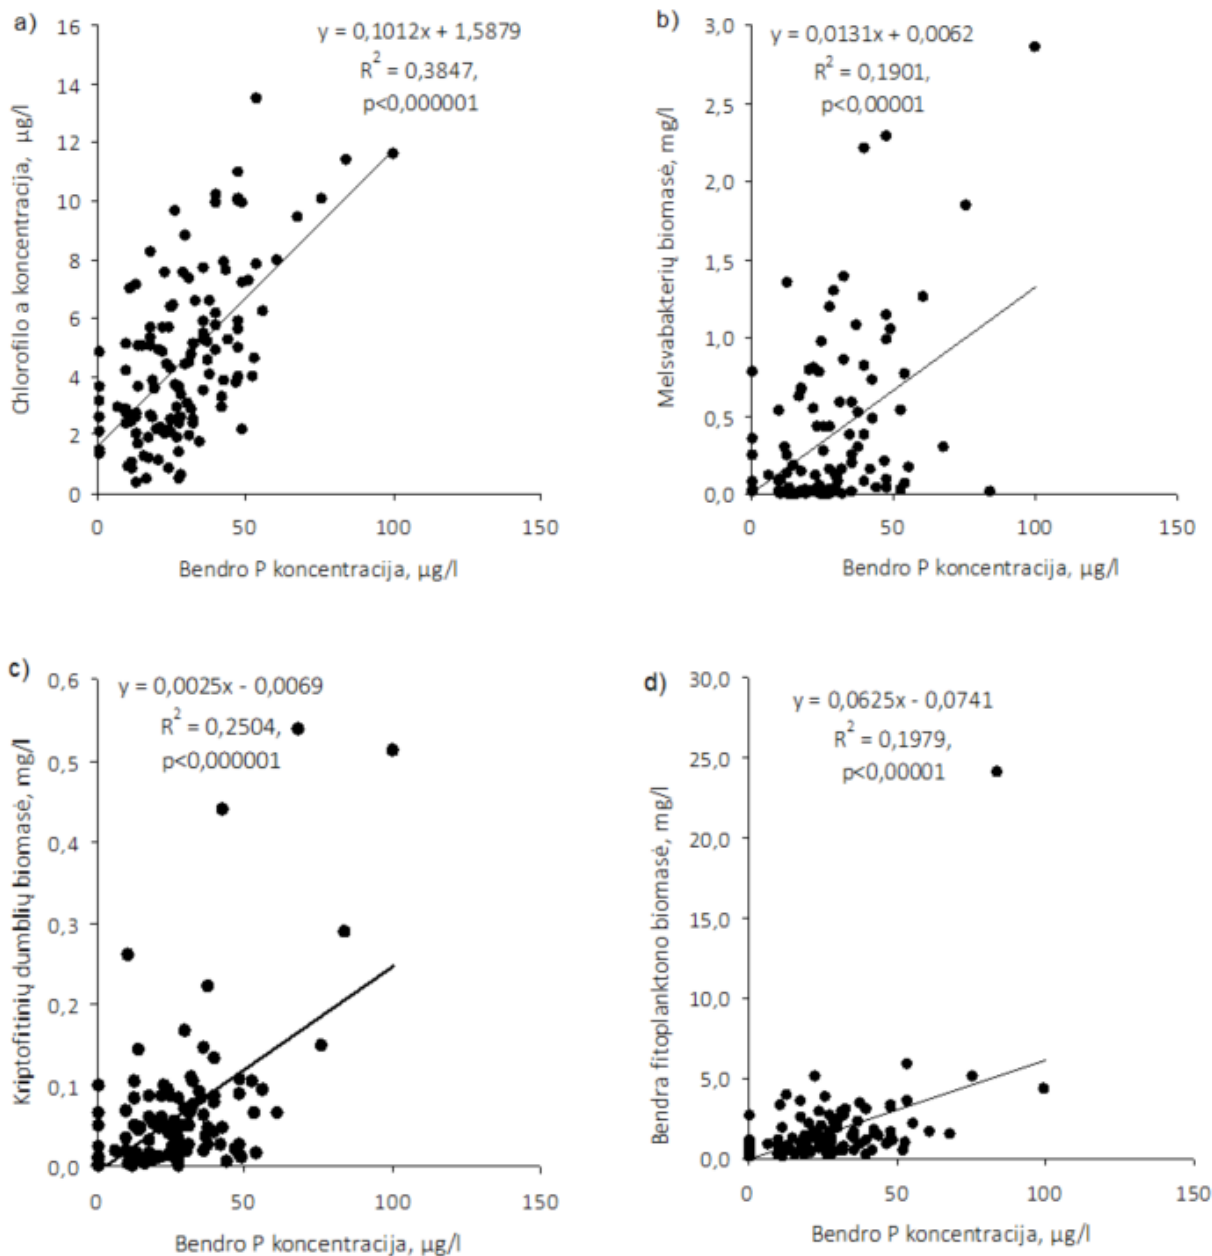 a)
y = 0,1012x + 1,5879
R² = 0,3847,
p<0,000001
Chlorofilo a koncentracija, µg/l
16
14
12
10
8
6
4
2
0
0 50 100 150
Bendro P koncentracija, µg/l
b)
y = 0,0131x + 0,0062
R² = 0,1901,
p<0,00001
Melsvabakterių biomasė, mg/l
3,0
2,5
2,0
1,5
1,0
0,5
0,0
0 50 100 150
Bendro P koncentracija, µg/l
c)
y = 0,0025x - 0,0069
R² = 0,2504,
p<0,000001
Kriptofitinių dumblių biomasė, mg/l
0,6
0,5
0,4
0,3
0,2
0,1
0,0
0 50 100 150
Bendro P koncentracija, µg/l
d)
y = 0,0625x - 0,0741
R² = 0,1979,
p<0,00001
Bendra fitoplanktono biomasė, mg/l
30,0
25,0
20,0
15,0
10,0
5,0
0,0
0 50 100 150
Bendro P koncentracija, µg/l